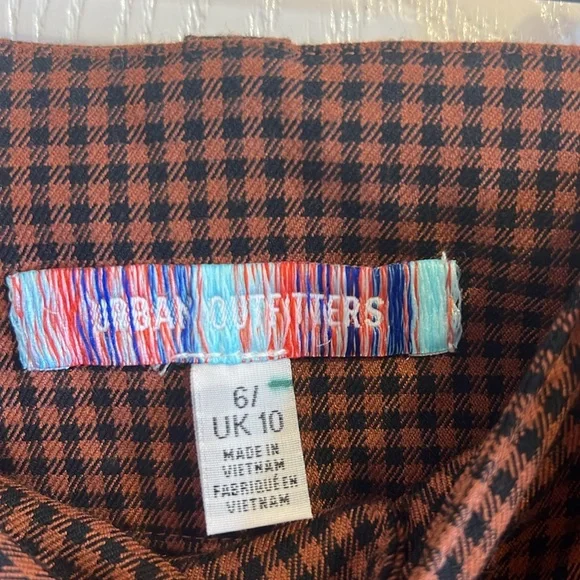 URBAN OUTFITTERS
6/
UK 10
MADE IN
VIETNAM
FABRIQUÉ EN
VIETNAM